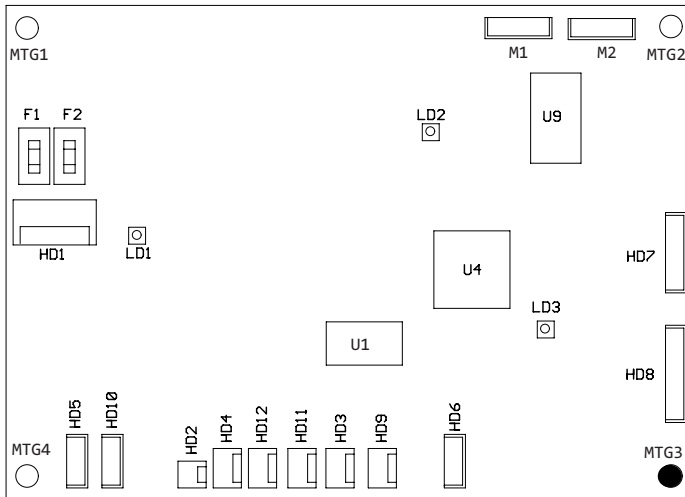 MTG1
M1
M2
MTG2
F1
F2
LD2
U9
HD1
LD1
U4
HD7
LD3
U1
HD8
HD5
HD10
HD2
HD4
HD12
HD11
HD3
HD9
HD6
MTG4
MTG3